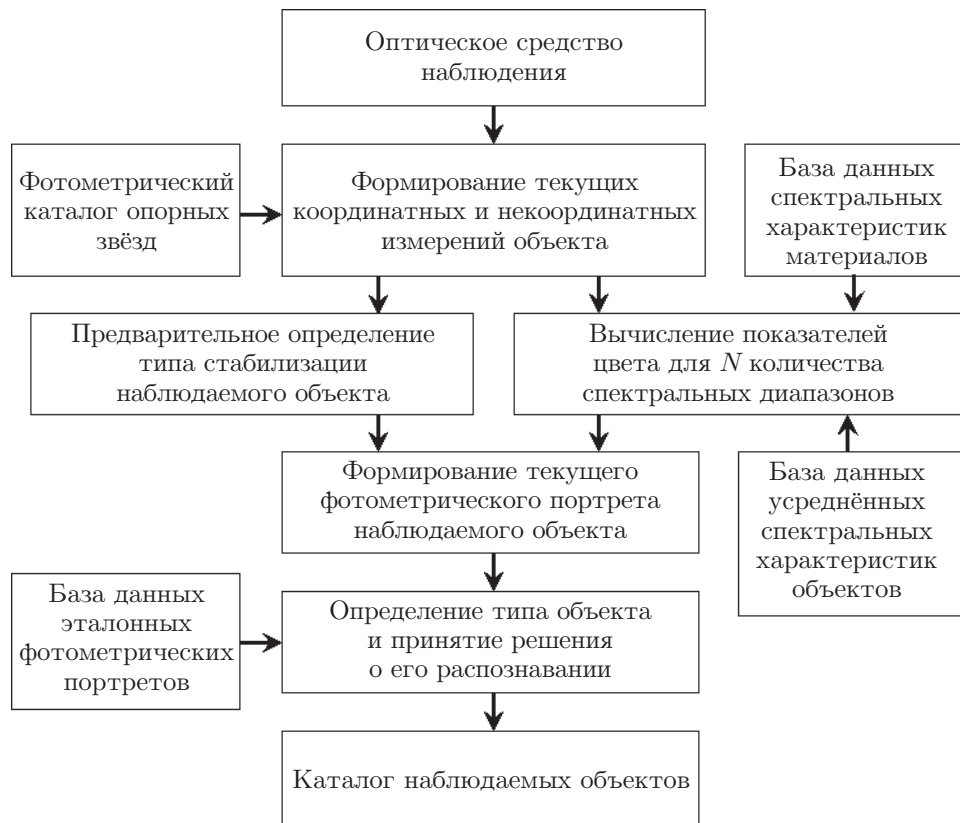 Оптическое средство
наблюдения
Фотометрический
каталог опорных
звёзд
Формирование текущих
координатных и некоординатных
измерений объекта
База данных
спектральных
характеристик
материалов
Предварительное определение
типа стабилизации
наблюдаемого объекта
Вычисление показателей
цвета для N количества
спектральных диапазонов
Формирование текущего
фотометрического портрета
наблюдаемого объекта
База данных
усреднённых
спектральных
характеристик
объектов
База данных
эталонных
фотометрических
портретов
Определение типа объекта
и принятие решения
о его распознавании
Каталог наблюдаемых объектов